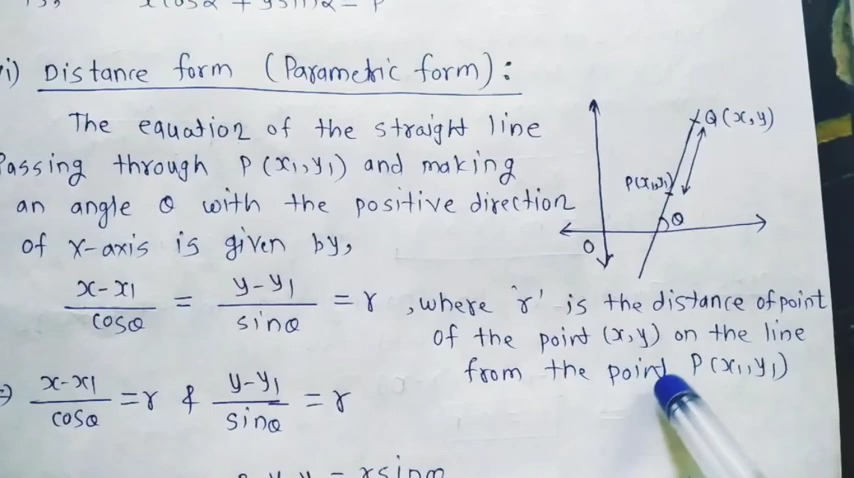 xcosα + ysinα = P
i) Distance form (Parametric form):
The equation of the straight line
Passing through P(x₁, y₁) and making
an angle θ with the positive direction
of x-axis is given by,
Q(x, y)
P(x₁,y₁)
θ
O
x-x₁/cosθ = y-y₁/sinθ = r , where 'r' is the distance of point
of the point (x, y) on the line
from the point P(x₁, y₁)
⇒ x-x₁/cosθ = r & y-y₁/sinθ = r